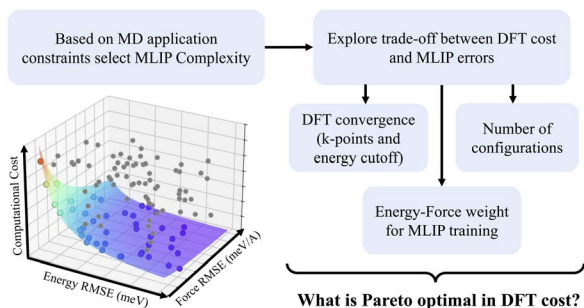 Based on MD application
constraints select MLIP Complexity
Explore trade-off between DFT cost
and MLIP errors
DFT convergence
(k-points and
energy cutoff)
Number of
configurations
Energy-Force weight
for MLIP training
Computational Cost
Energy RMSE (meV)
Force RMSE (meV/A)
What is Pareto optimal in DFT cost?